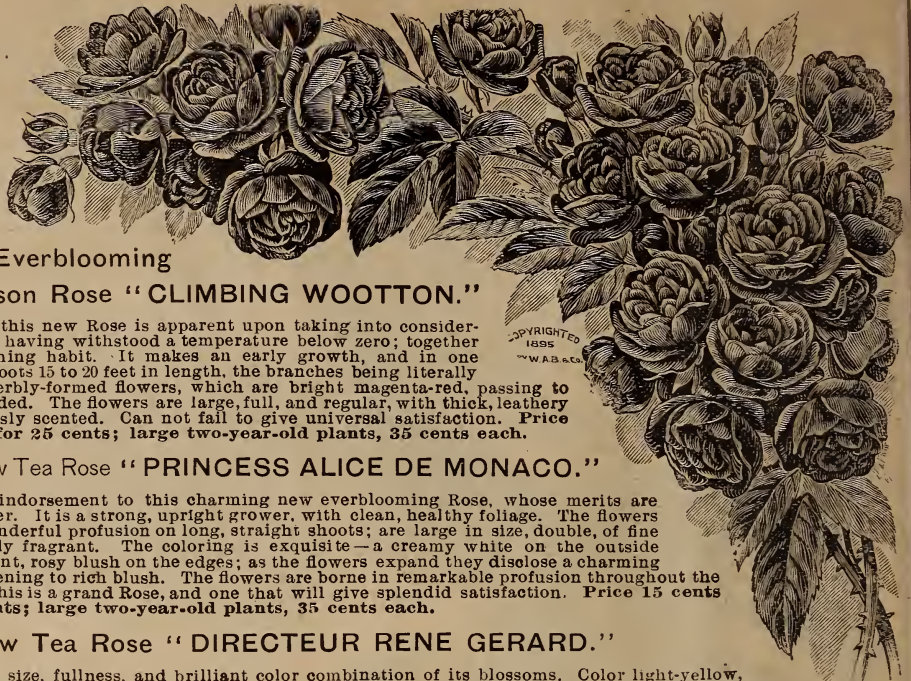 Everblooming
son Rose “CLIMBING WOOTTON.”
this new Rose is apparent upon taking into consider-
having withstood a temperature below zero; together
ning habit. It makes an early growth, and in one
oots 15 to 20 feet in length, the branches being literally
erbly-formed flowers, which are bright magenta-red, passing to
ded. The flowers are large, full, and regular, with thick, leathery
sly scented. Can not fail to give universal satisfaction. Price
for 25 cents; large two-year-old plants, 35 cents each.
COPYRIGHTED
1895
BY W.A.B. & CO.
w Tea Rose “PRINCESS ALICE DE MONACO.”
indorsement to this charming new everblooming Rose, whose merits are
er. It is a strong, upright grower, with clean, healthy foliage. The flowers
nderful profusion on long, straight shoots; are large in size, double, of fine
ly fragrant. The coloring is exquisite—a creamy white on the outside
nt, rosy blush on the edges; as the flowers expand they disclose a charming
ening to rich blush. The flowers are borne in remarkable profusion throughout the
his is a grand Rose, and one that will give splendid satisfaction. Price 15 cents
ts; large two-year-old plants, 35 cents each.
w Tea Rose “DIRECTEUR RENE GERARD.”
size, fullness, and brilliant color combination of its blossoms. Color light-yellow,